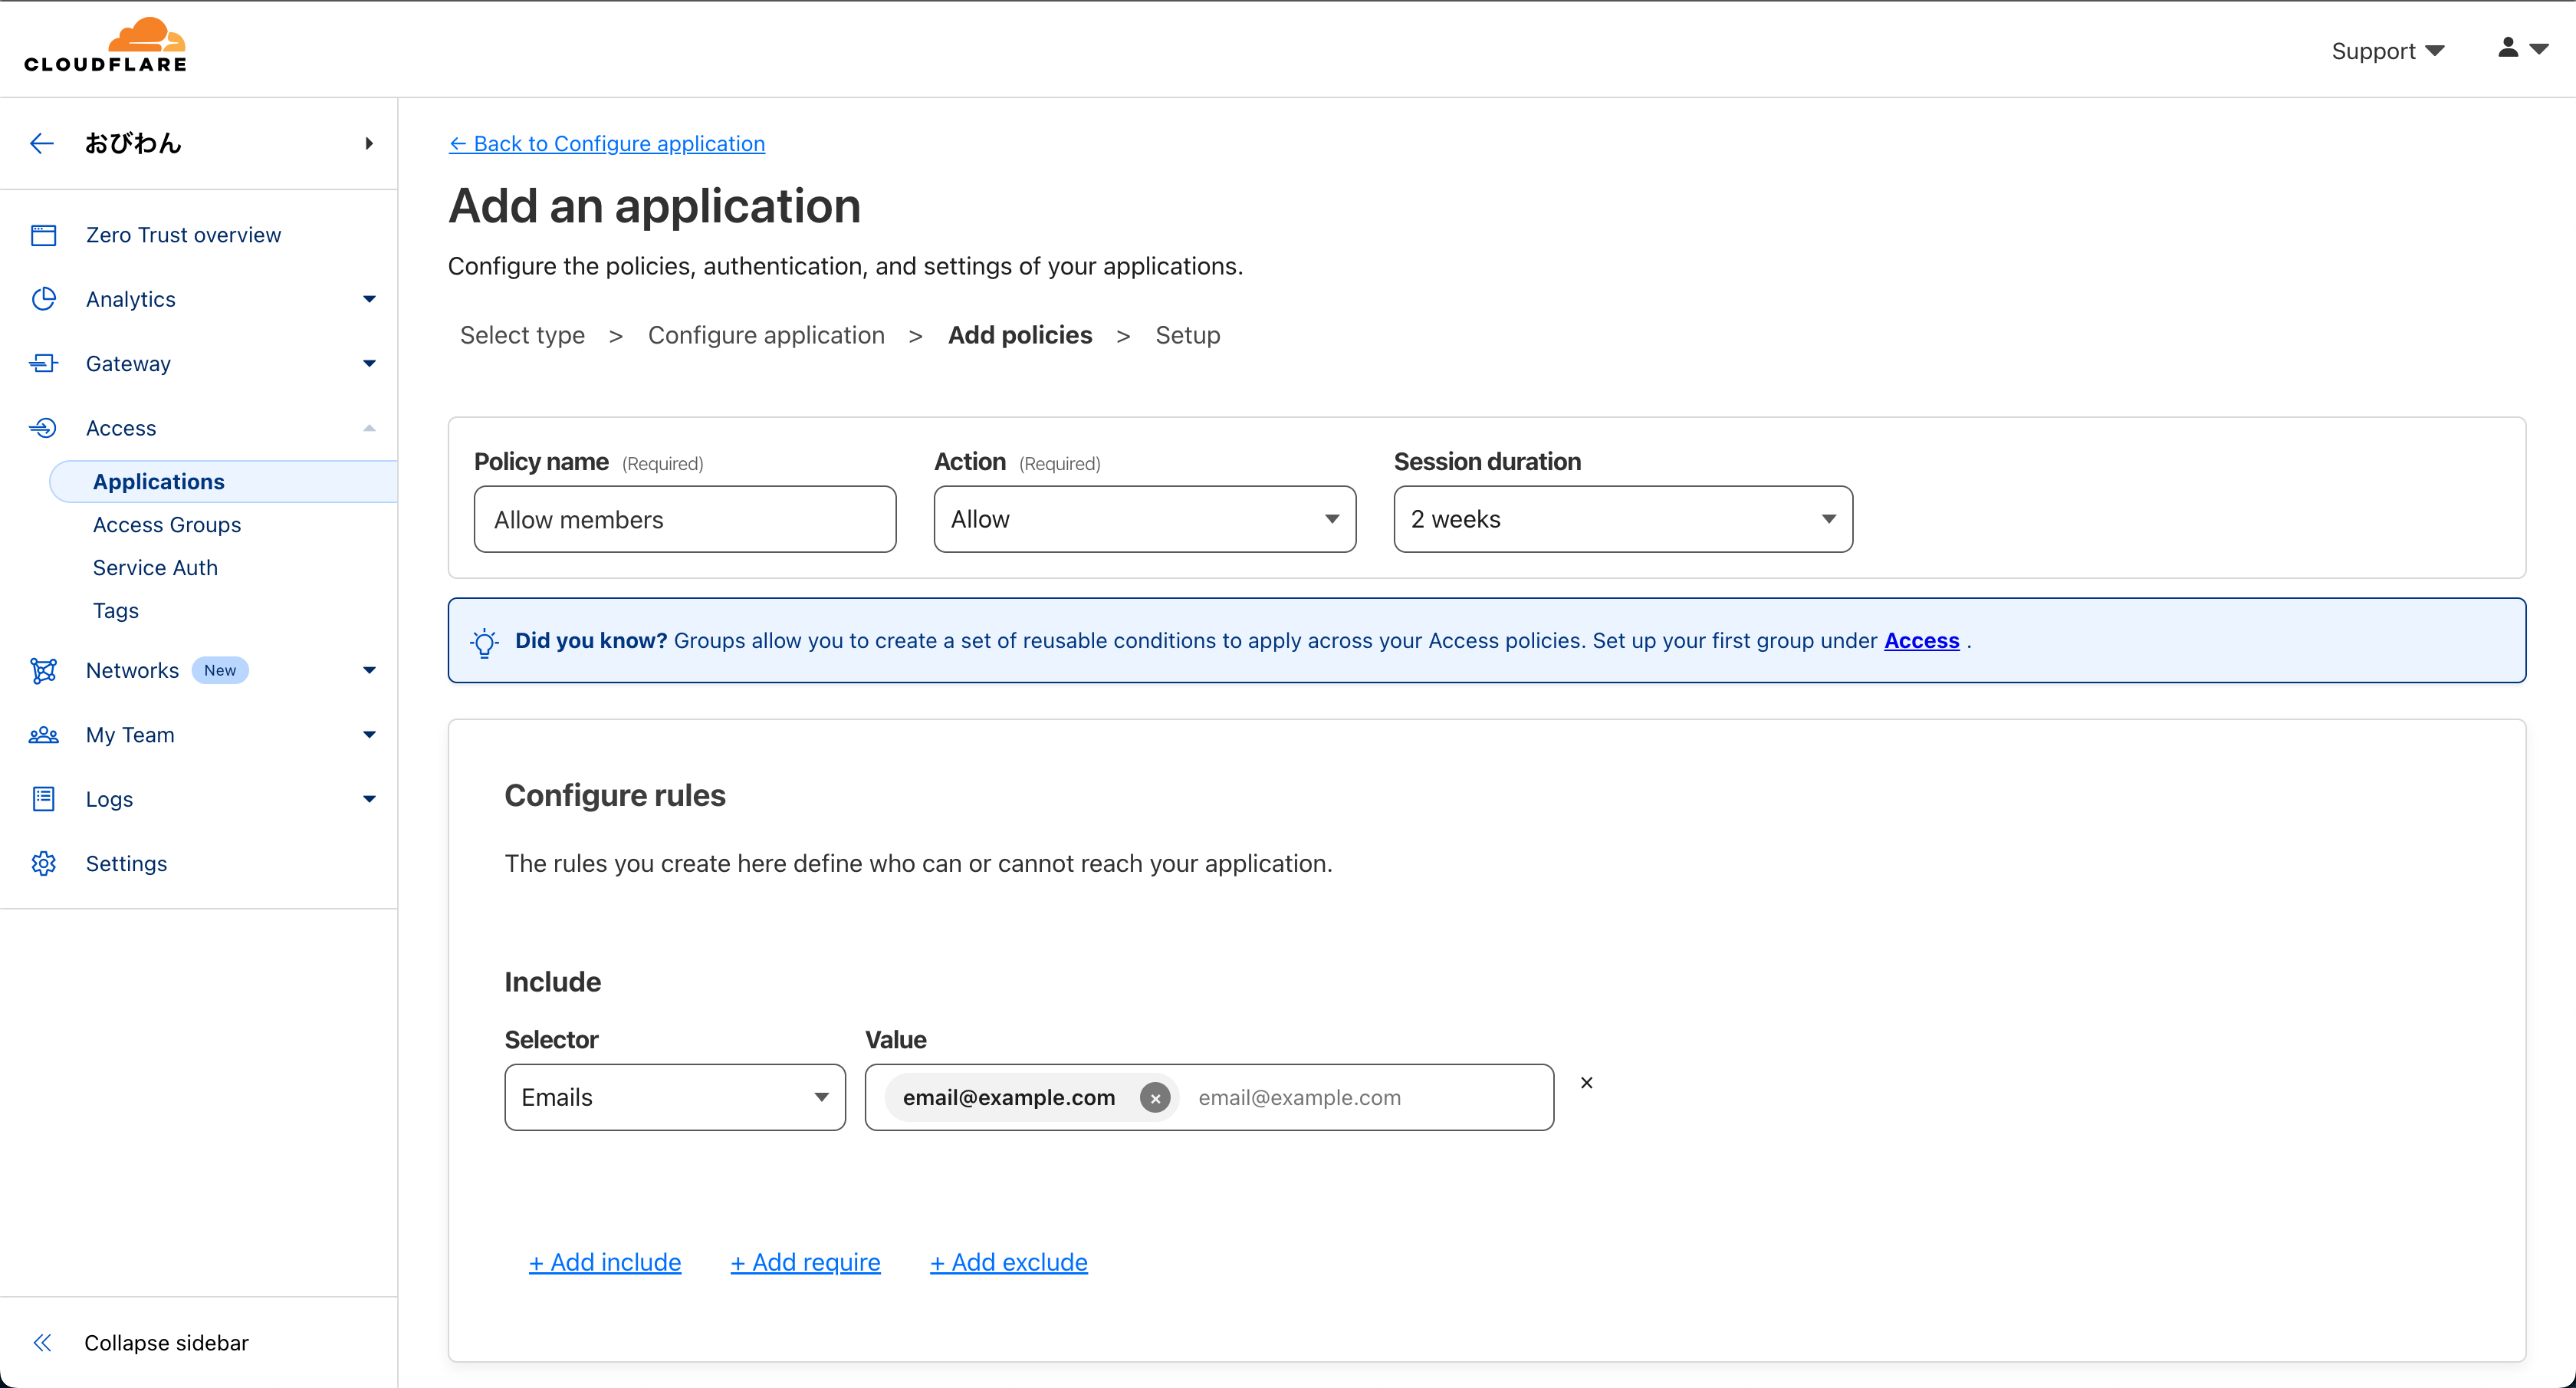 CLOUDFLARE
Support
おびわん
Zero Trust overview
Analytics
Gateway
Access
Applications
Access Groups
Service Auth
Tags
Networks New
My Team
Logs
Settings
Collapse sidebar
← Back to Configure application
Add an application
Configure the policies, authentication, and settings of your applications.
Select type > Configure application > Add policies > Setup
Policy name (Required) Action (Required) Session duration
Allow members Allow 2 weeks
Did you know? Groups allow you to create a set of reusable conditions to apply across your Access policies. Set up your first group under Access .
Configure rules
The rules you create here define who can or cannot reach your application.
Include
Selector Value
Emails email@example.com × email@example.com ×
+ Add include + Add require + Add exclude